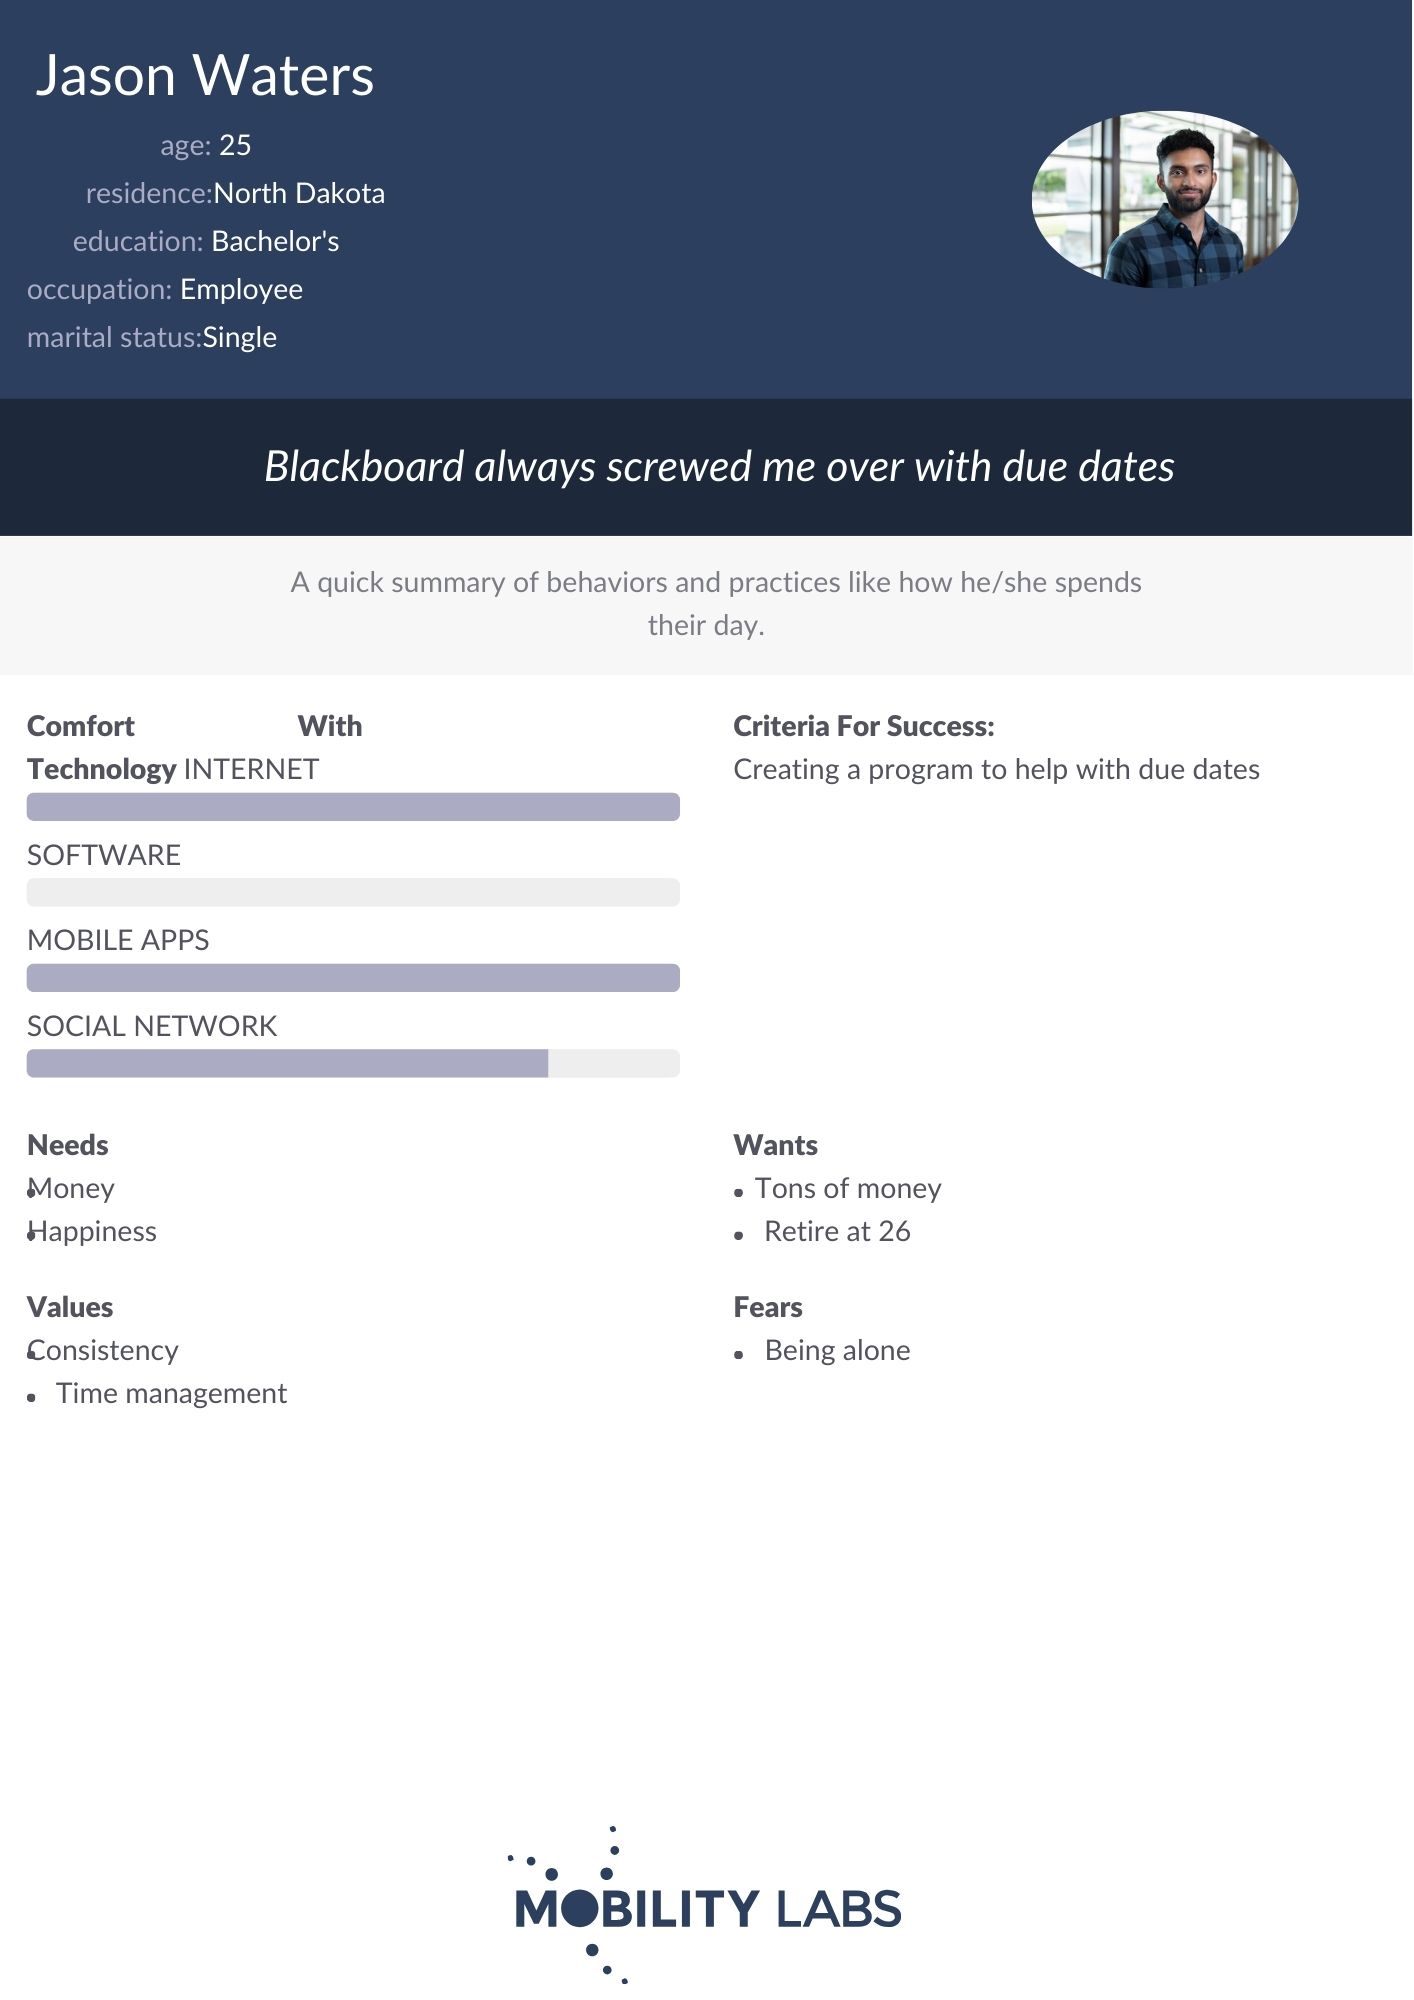 Jason Waters
age: 25
residence:North Dakota
education: Bachelor's
occupation: Employee
marital status:Single
Blackboard always screwed me over with due dates
A quick summary of behaviors and practices like how he/she spends
their day.
Comfort With
Technology INTERNET
SOFTWARE
MOBILE APPS
SOCIAL NETWORK
Criteria For Success:
Creating a program to help with due dates
Needs
• Money
• Happiness
Wants
• Tons of money
• Retire at 26
Values
• Consistency
• Time management
Fears
• Being alone
MOBILITY LABS